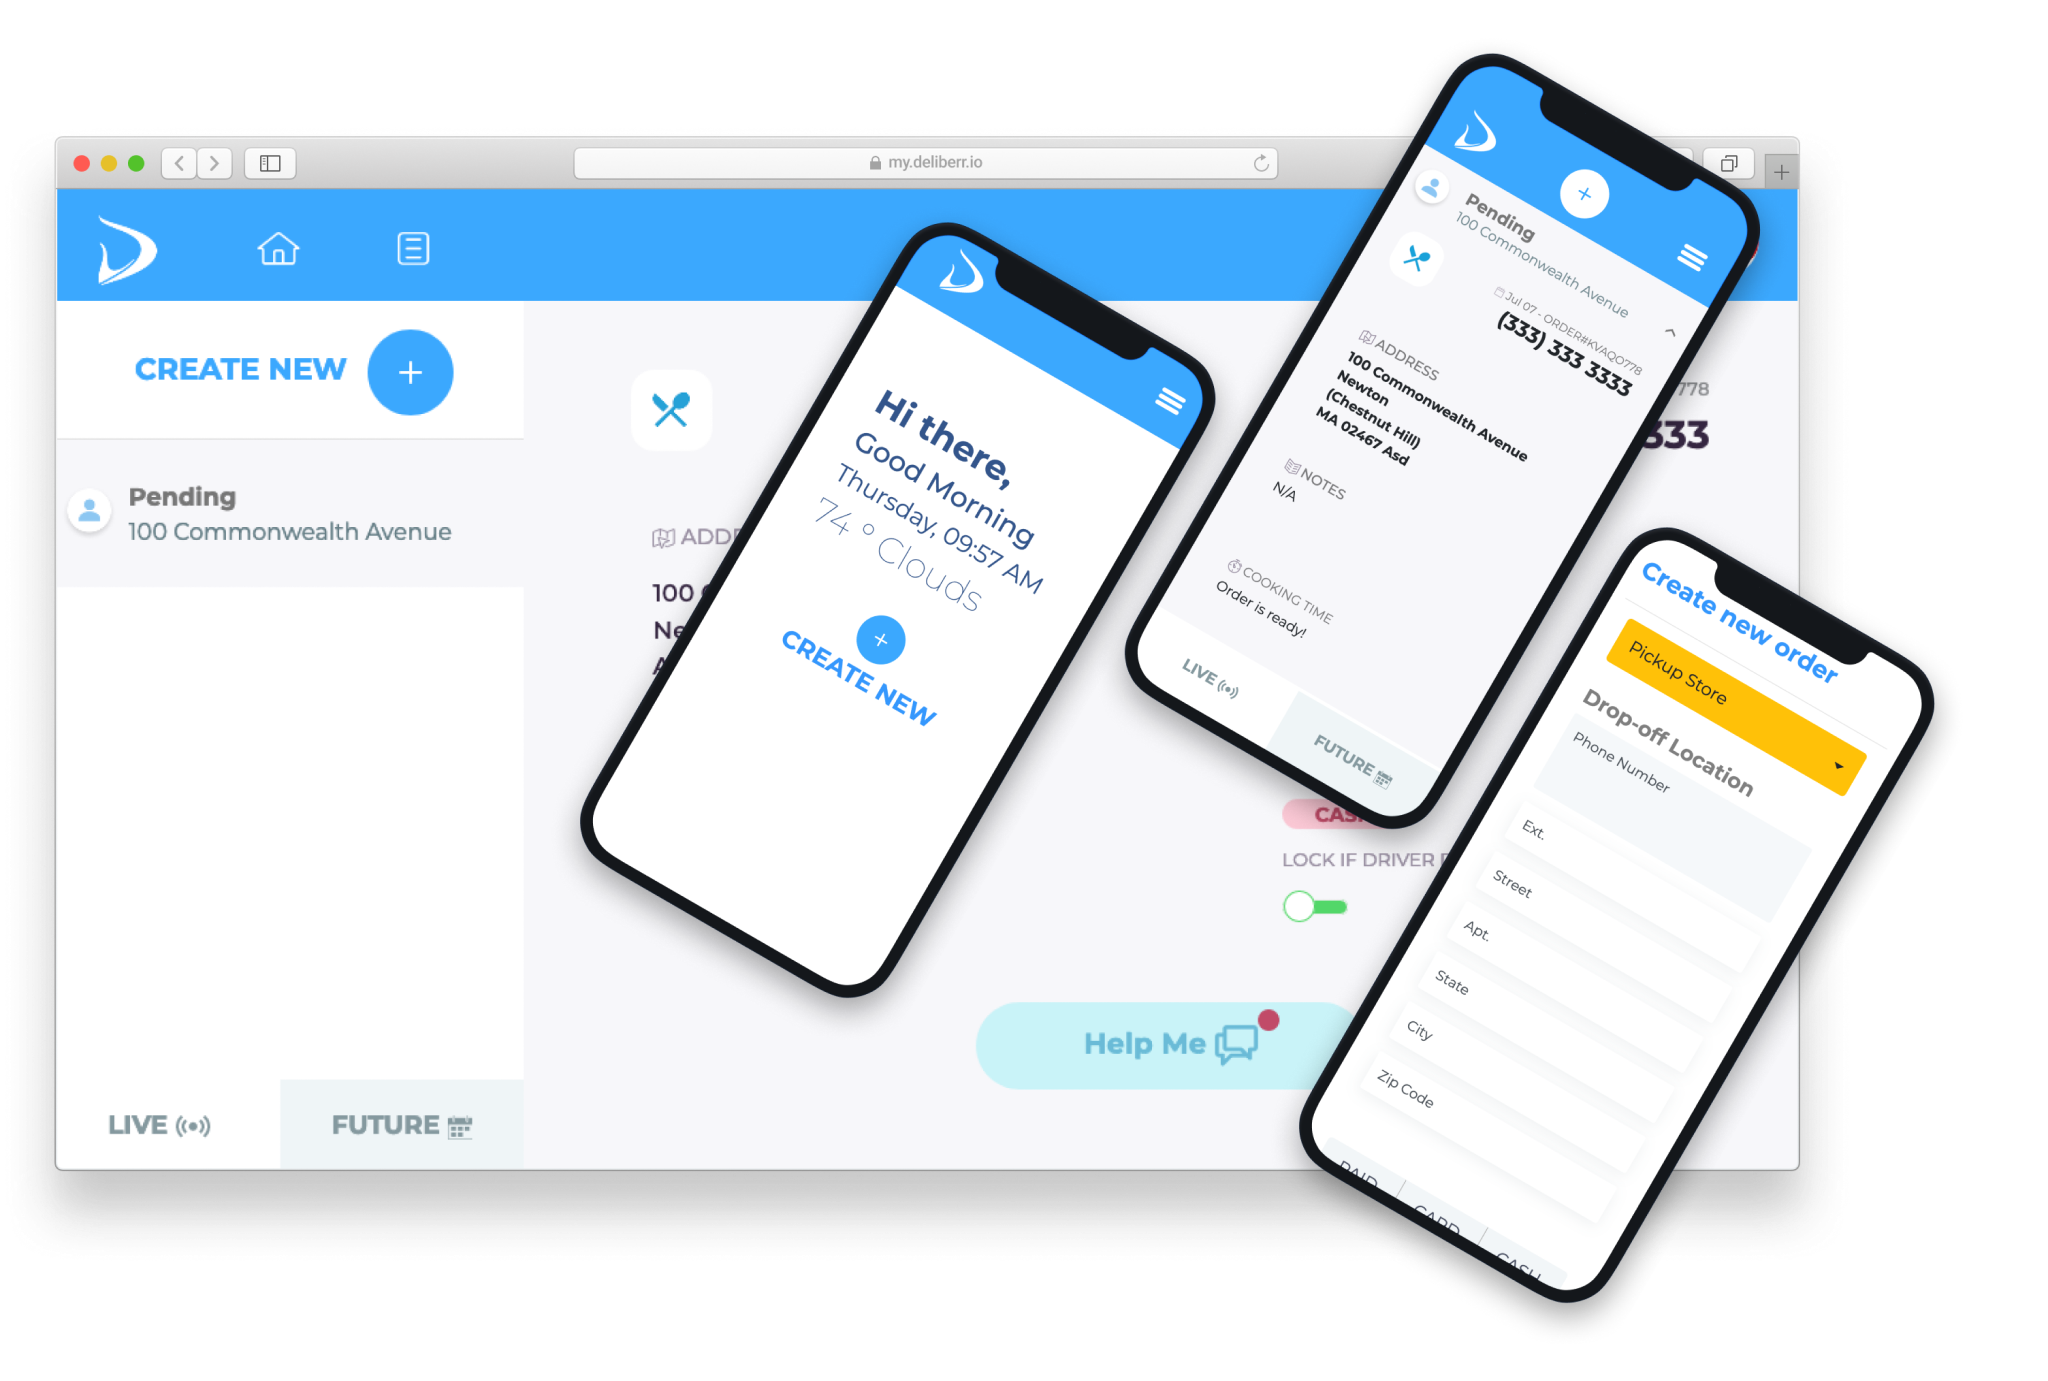 my.deliberr.io
CREATE NEW
Pending
100 Commonwealth Avenue
100
778
333
LOCK IF DRIVER
Help Me
LIVE
FUTURE
Hi there,
Good Morning
Thursday, 09:57 AM
74 ° Clouds
CREATE NEW
Pending
100 Commonwealth Avenue
Jul 07 - ORDER#KVAQO778
(333) 333 3333
ADDRESS
100 Commonwealth Avenue
Newton
(Chestnut Hill)
MA 02467 Asd
NOTES
N/A
COOKING TIME
Order is ready!
LIVE
FUTURE
Create new order
Pickup Store
Drop-off Location
Phone Number
Ext.
Street
Apt.
State
City
Zip Code
PAID
CARD
CASH